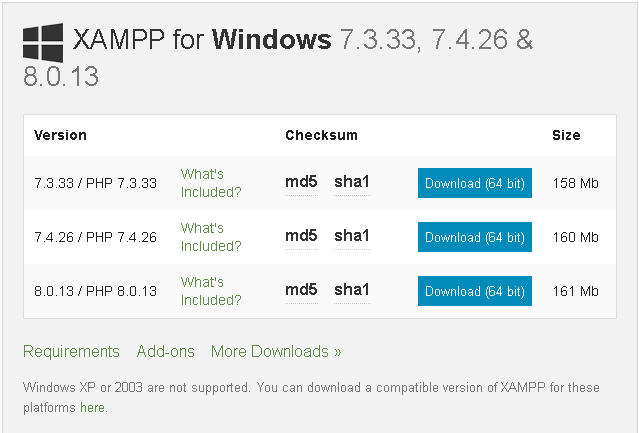 XAMPP for Windows 7.3.33, 7.4.26 &
8.0.13
Version Checksum Size
7.3.33 / PHP 7.3.33 What's Included? md5 sha1 Download (64 bit) 158 Mb
7.4.26 / PHP 7.4.26 What's Included? md5 sha1 Download (64 bit) 160 Mb
8.0.13 / PHP 8.0.13 What's Included? md5 sha1 Download (64 bit) 161 Mb
Requirements Add-ons More Downloads »
Windows XP or 2003 are not supported. You can download a compatible version of XAMPP for these
platforms here.